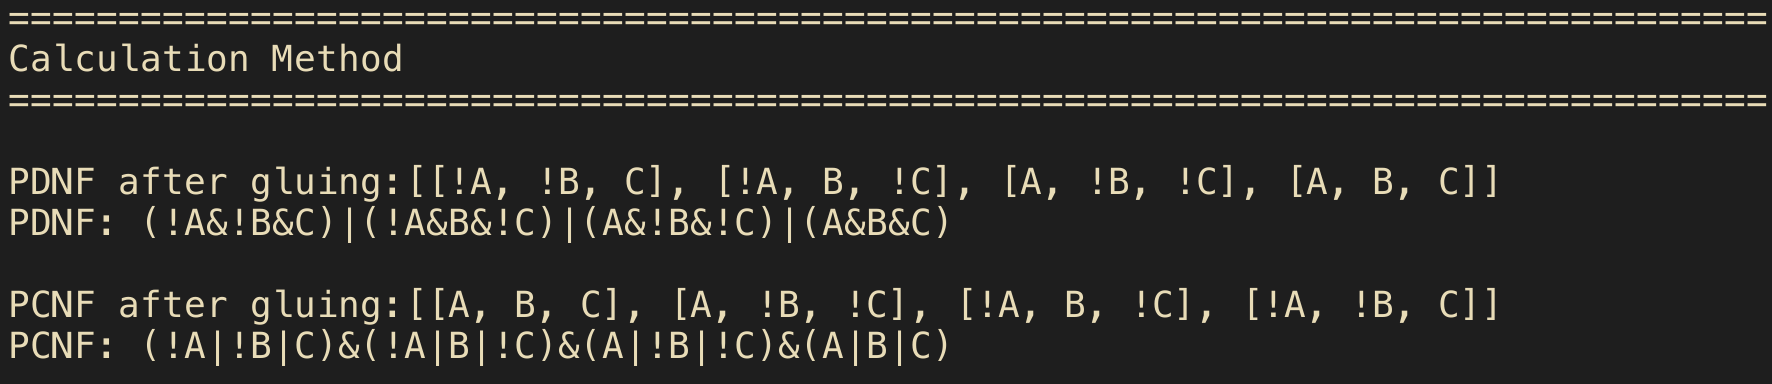 ================================================================================
Calculation Method
================================================================================
PDNF after gluing:[[!A, !B, C], [!A, B, !C], [A, !B, !C], [A, B, C]]
PDNF: (!A&!B&C)|(!A&B&!C)|(A&!B&!C)|(A&B&C)
PCNF after gluing:[[A, B, C], [A, !B, !C], [!A, B, !C], [!A, !B, C]]
PCNF: (!A|!B|C)&(!A|B|!C)&(A|!B|!C)&(A|B|C)